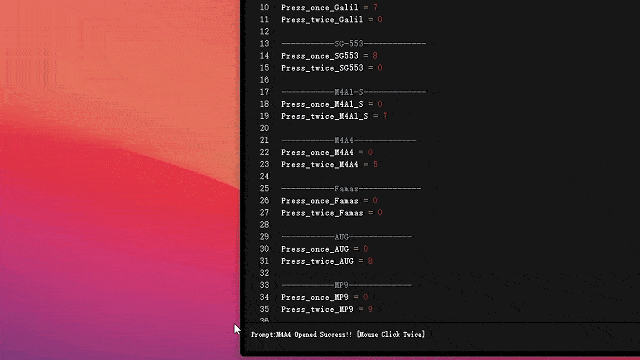 10 Press_once_Galil = 7
11 Press_twice_Galil = 0
12
13 ------------SG-553--------------
14 Press_once_SG553 = 8
15 Press_twice_SG553 = 0
16
17 ------------M4A1-S--------------
18 Press_once_M4A1_S = 0
19 Press_twice_M4A1_S = 7
20
21 ------------M4A4--------------
22 Press_once_M4A4 = 0
23 Press_twice_M4A4 = 5
24
25 ------------Famas--------------
26 Press_once_Famas = 0
27 Press_twice_Famas = 0
28
29 ------------AUG--------------
30 Press_once_AUG = 0
31 Press_twice_AUG = 8
32
33 ------------MP9--------------
34 Press_once_MP9 = 0
35 Press_twice_MP9 = 9
36
Prompt:M4A4 Opened Success!! [Mouse Click Twice]